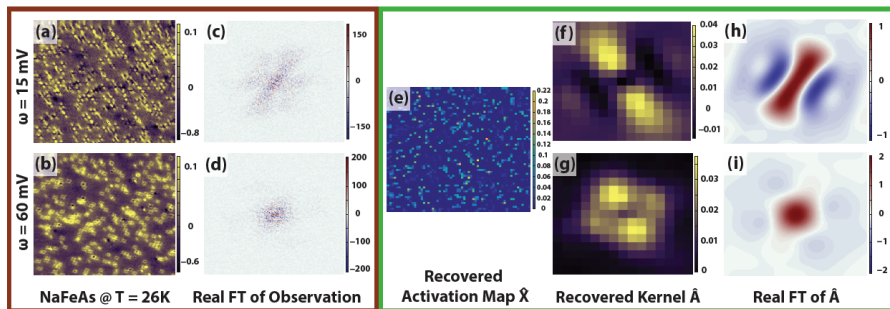 (a)
0.1
0
−0.8
(c)
150
0
−150
(e)
0.22
0.2
0.18
0.16
0.14
0.12
0.1
0.08
0.06
0.04
0.02
0
(f)
0.04
0.03
0.02
0.01
0
−0.01
(h)
1
0
−1
ω = 15 mV
(b)
0.1
0
−0.6
(d)
200
100
0
−100
−200
(g)
0.03
0.02
0.01
0
(i)
2
1
0
−1
−2
ω = 60 mV
NaFeAs @ T = 26K
Real FT of Observation
Recovered
Activation Map X̂
Recovered Kernel Â
Real FT of Â